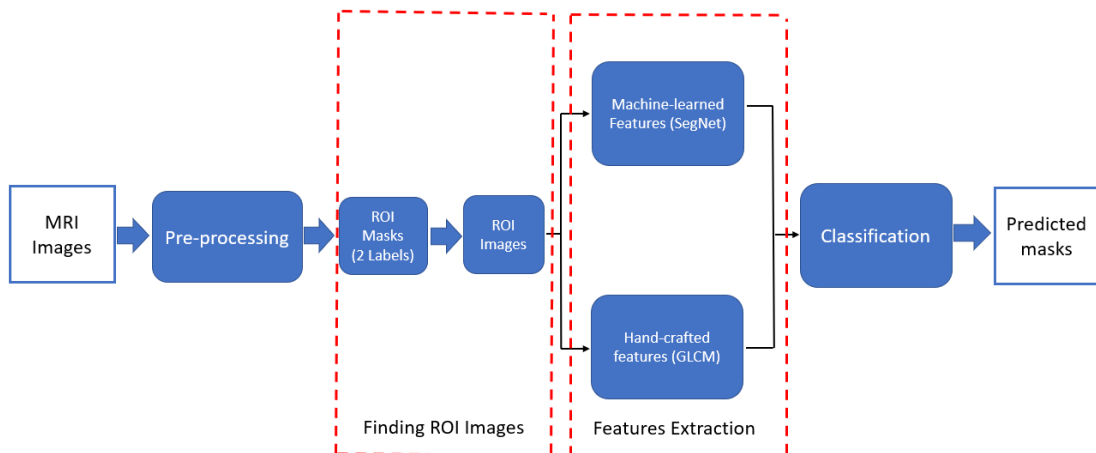 MRI
Images
Pre-processing
ROI
Masks
(2 Labels)
ROI
Images
Machine-learned
Features (SegNet)
Hand-crafted
features (GLCM)
Classification
Predicted
masks
Finding ROI Images
Features Extraction